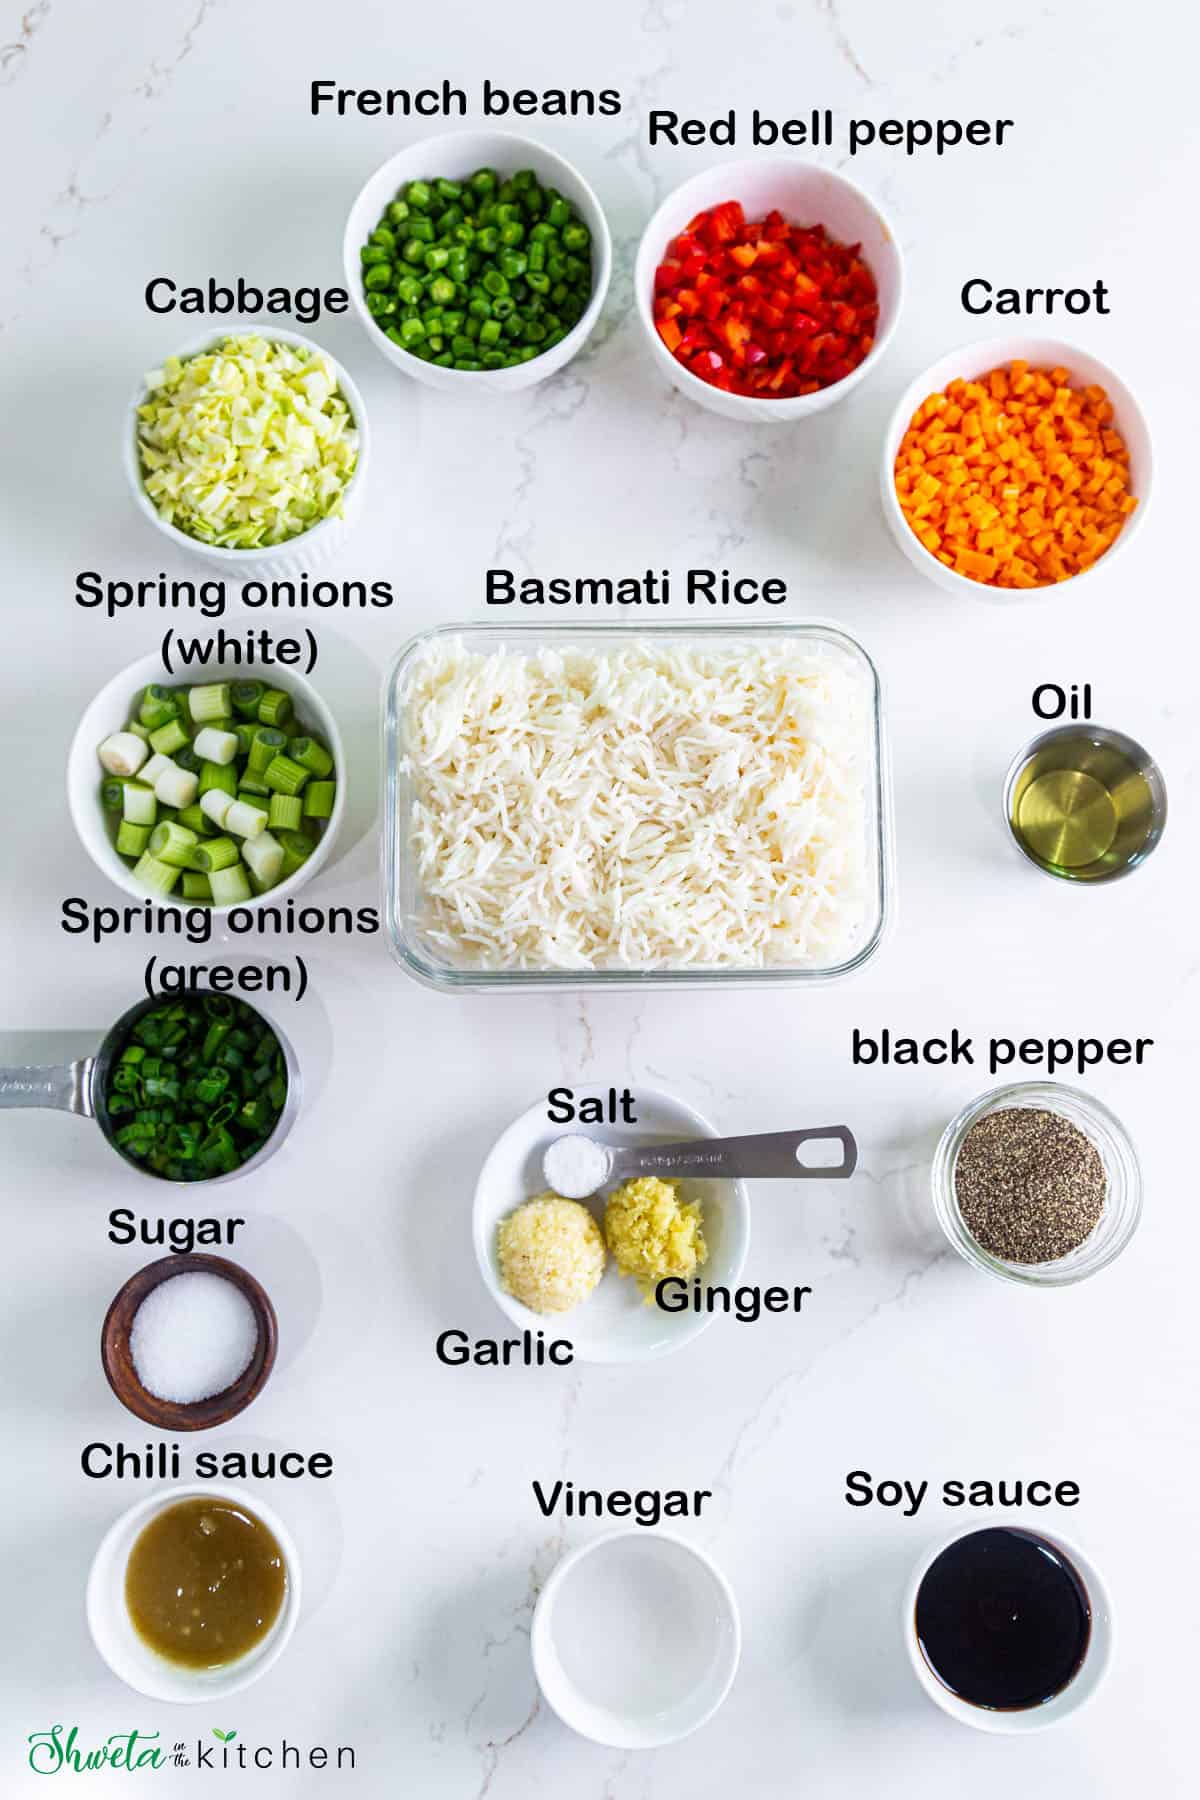 French beans
Red bell pepper
Cabbage
Carrot
Spring onions
(white)
Basmati Rice
Oil
Spring onions
(green)
black pepper
Salt
Sugar
Ginger
Garlic
Chili sauce
Vinegar
Soy sauce
Shweta in the kitchen